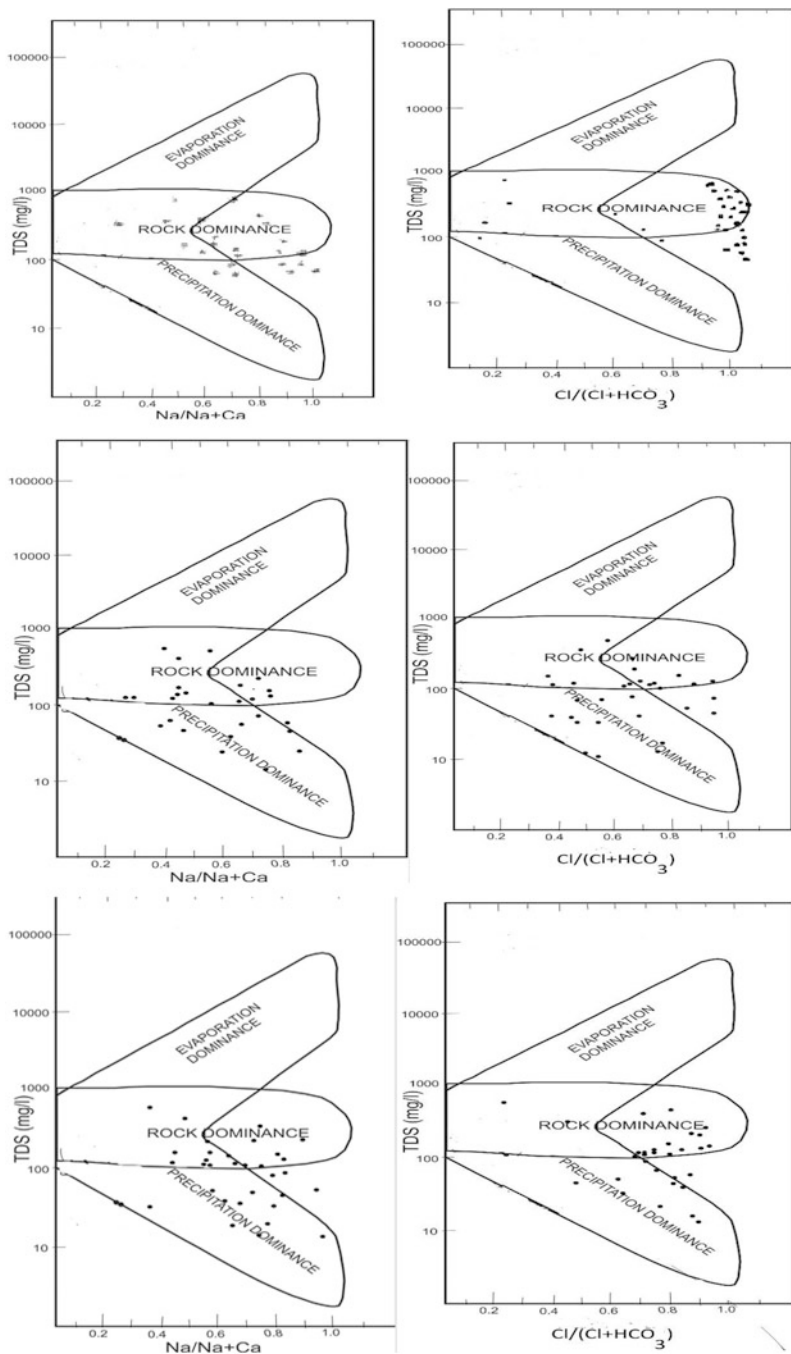 100000
10000
1000
100
10
TDS (mg/l)
EVAPORATION
DOMINANCE
ROCK DOMINANCE
PRECIPITATION DOMINANCE
0.2 0.4 0.6 0.8 1.0
Na/Na+Ca
100000
10000
1000
100
10
TDS (mg/l)
EVAPORATION
DOMINANCE
ROCK DOMINANCE
PRECIPITATION DOMINANCE
0.2 0.4 0.6 0.8 1.0
Cl/(Cl+HCO3)
100000
10000
1000
100
10
TDS (mg/l)
EVAPORATION
DOMINANCE
ROCK DOMINANCE
PRECIPITATION DOMINANCE
0.2 0.4 0.6 0.8 1.0
Na/Na+Ca
100000
10000
1000
100
10
TDS (mg/l)
EVAPORATION
DOMINANCE
ROCK DOMINANCE
PRECIPITATION DOMINANCE
0.2 0.4 0.6 0.8 1.0
Cl/(Cl+HCO3)
100000
10000
1000
100
10
TDS (mg/l)
EVAPORATION
DOMINANCE
ROCK DOMINANCE
PRECIPITATION DOMINANCE
0.2 0.4 0.6 0.8 1.0
Na/Na+Ca
100000
10000
1000
100
10
TDS (mg/l)
EVAPORATION
DOMINANCE
ROCK DOMINANCE
PRECIPITATION DOMINANCE
0.2 0.4 0.6 0.8 1.0
Cl/(Cl+HCO3)